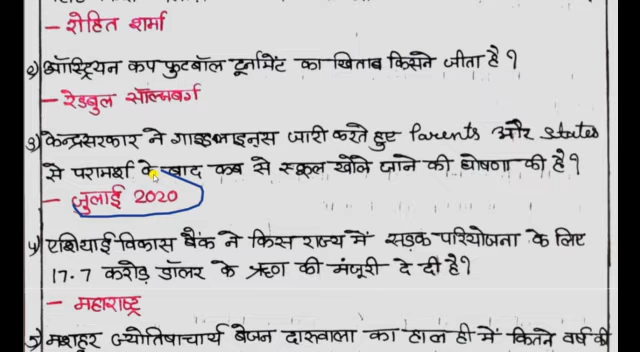 - रोहित शर्मा
2) ऑस्ट्रियन कप फुटबॉल टूर्नामेंट का खिताब किसने जीता है?
- रेडबुल सॉल्जबर्ग
3) केन्द्रसरकार ने गाइडलाइन्स जारी करते हुए Parents और states
से परामर्श के बाद कब से स्कूल खोले जाने की घोषणा की है?
- जुलाई 2020
4) एशियाई विकास बैंक ने किस राज्य में सड़क परियोजना के लिए
17.7 करोड़ डॉलर के ऋण की मंजूरी दे दी है?
- महाराष्ट्र
5) मशहूर ज्योतिषाचार्य बेजन दारुवाला का हाल ही में कितने वर्ष की